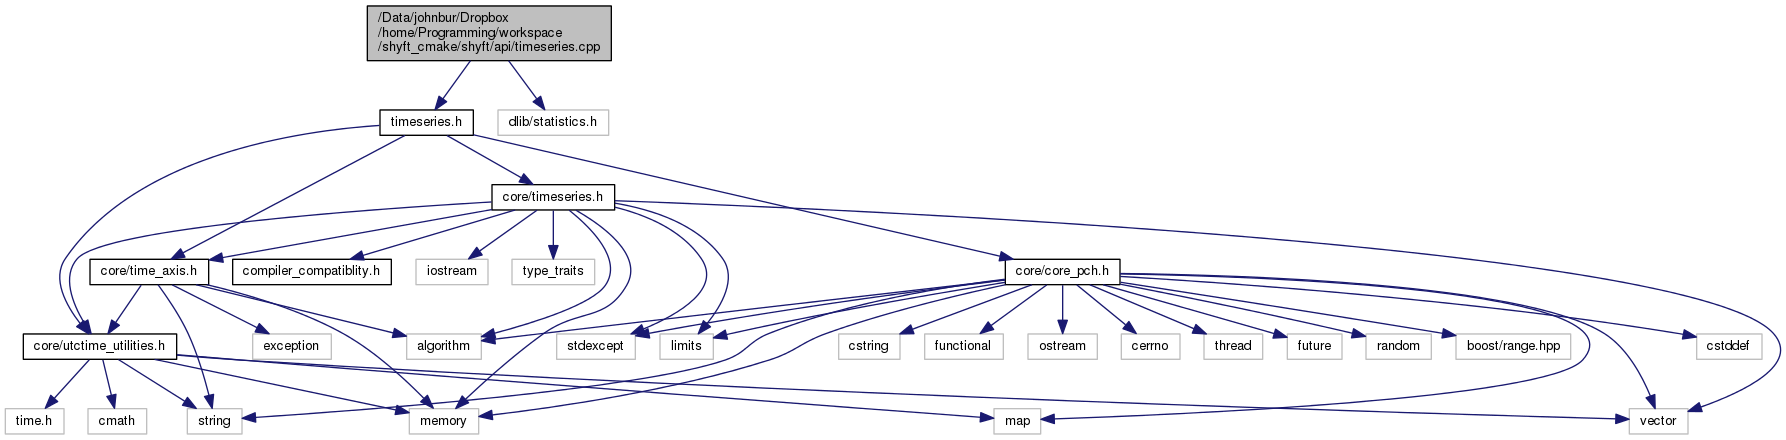 /Data/johnbur/Dropbox
/home/Programming/workspace
/shyft_cmake/shyft/api/timeseries.cpp
timeseries.h
dlib/statistics.h
core/timeseries.h
core/time_axis.h
compiler_compatiblity.h
iostream
type_traits
core/core_pch.h
core/utctime_utilities.h
exception
algorithm
stdexcept
limits
cstring
functional
ostream
cerrno
thread
future
random
boost/range.hpp
cstddef
time.h
cmath
string
memory
map
vector